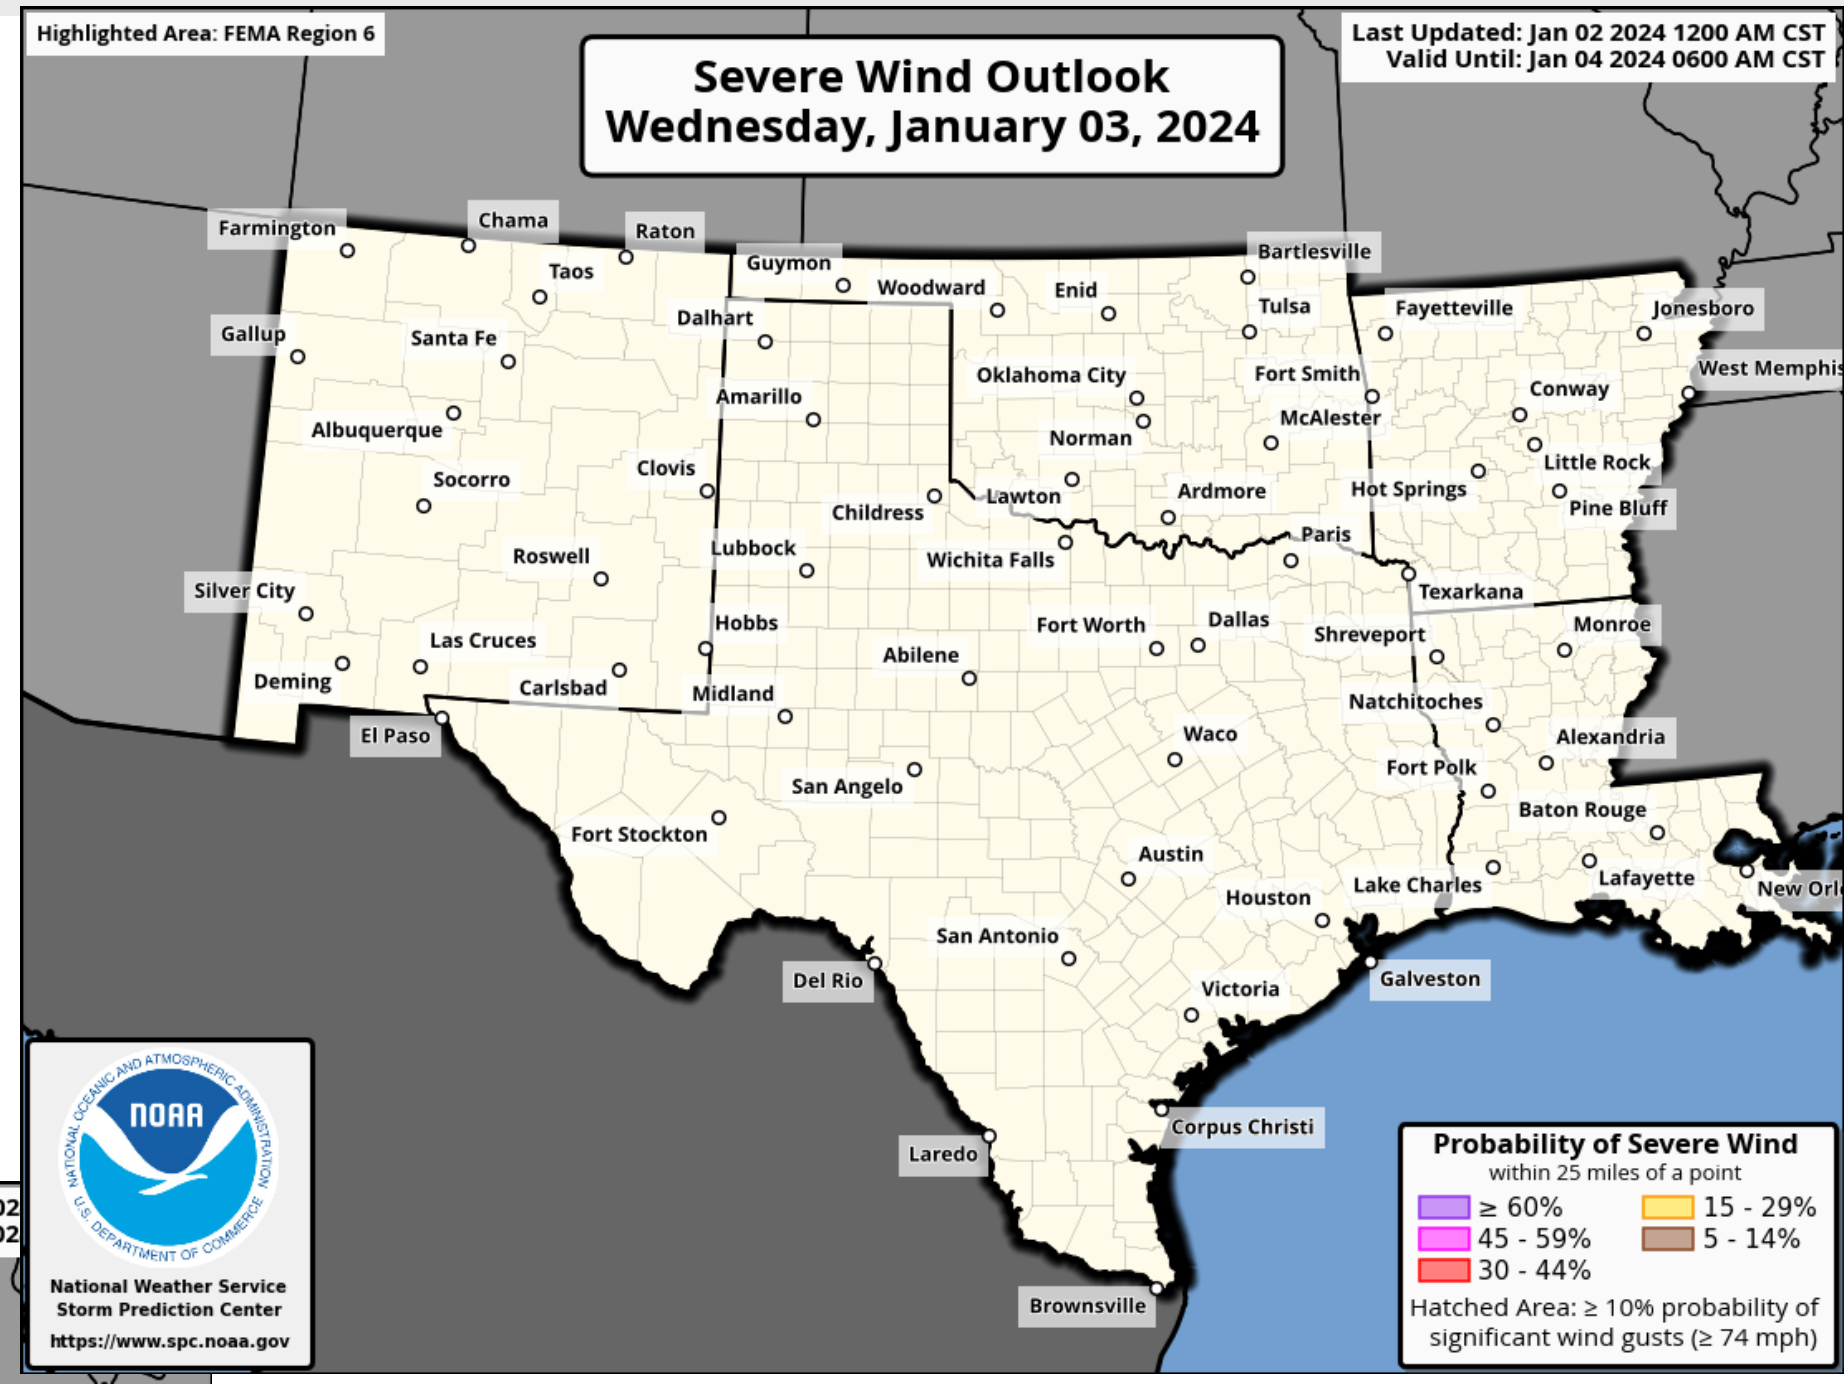 Highlighted Area: FEMA Region 6
Severe Wind Outlook
Wednesday, January 03, 2024
Last Updated: Jan 02 2024 1200 AM CST
Valid Until: Jan 04 2024 0600 AM CST
Farmington
Chama
Raton
Taos
Guymon
Woodward
Enid
Bartlesville
Tulsa
Fayetteville
Jonesboro
Gallup
Santa Fe
Dalhart
Oklahoma City
Fort Smith
West Memphis
Conway
Albuquerque
Amarillo
Norman
McAlester
Little Rock
Socorro
Clovis
Childress
Lawton
Ardmore
Hot Springs
Pine Bluff
Roswell
Lubbock
Wichita Falls
Paris
Texarkana
Silver City
Las Cruces
Hobbs
Fort Worth
Dallas
Shreveport
Monroe
Deming
Carlsbad
Midland
Abilene
Natchitoches
El Paso
Waco
Alexandria
San Angelo
Fort Polk
Fort Stockton
Baton Rouge
Austin
Houston
Lake Charles
Lafayette
New Orl
San Antonio
Del Rio
Victoria
Galveston
Laredo
Corpus Christi
Brownsville
02
02
NATIONAL OCEANIC AND ATMOSPHERIC ADMINISTRATION
NOAA
U.S. DEPARTMENT OF COMMERCE
National Weather Service
Storm Prediction Center
https://www.spc.noaa.gov
Probability of Severe Wind
within 25 miles of a point
≥ 60%
45 - 59%
30 - 44%
15 - 29%
5 - 14%
Hatched Area: ≥ 10% probability of
significant wind gusts (≥ 74 mph)